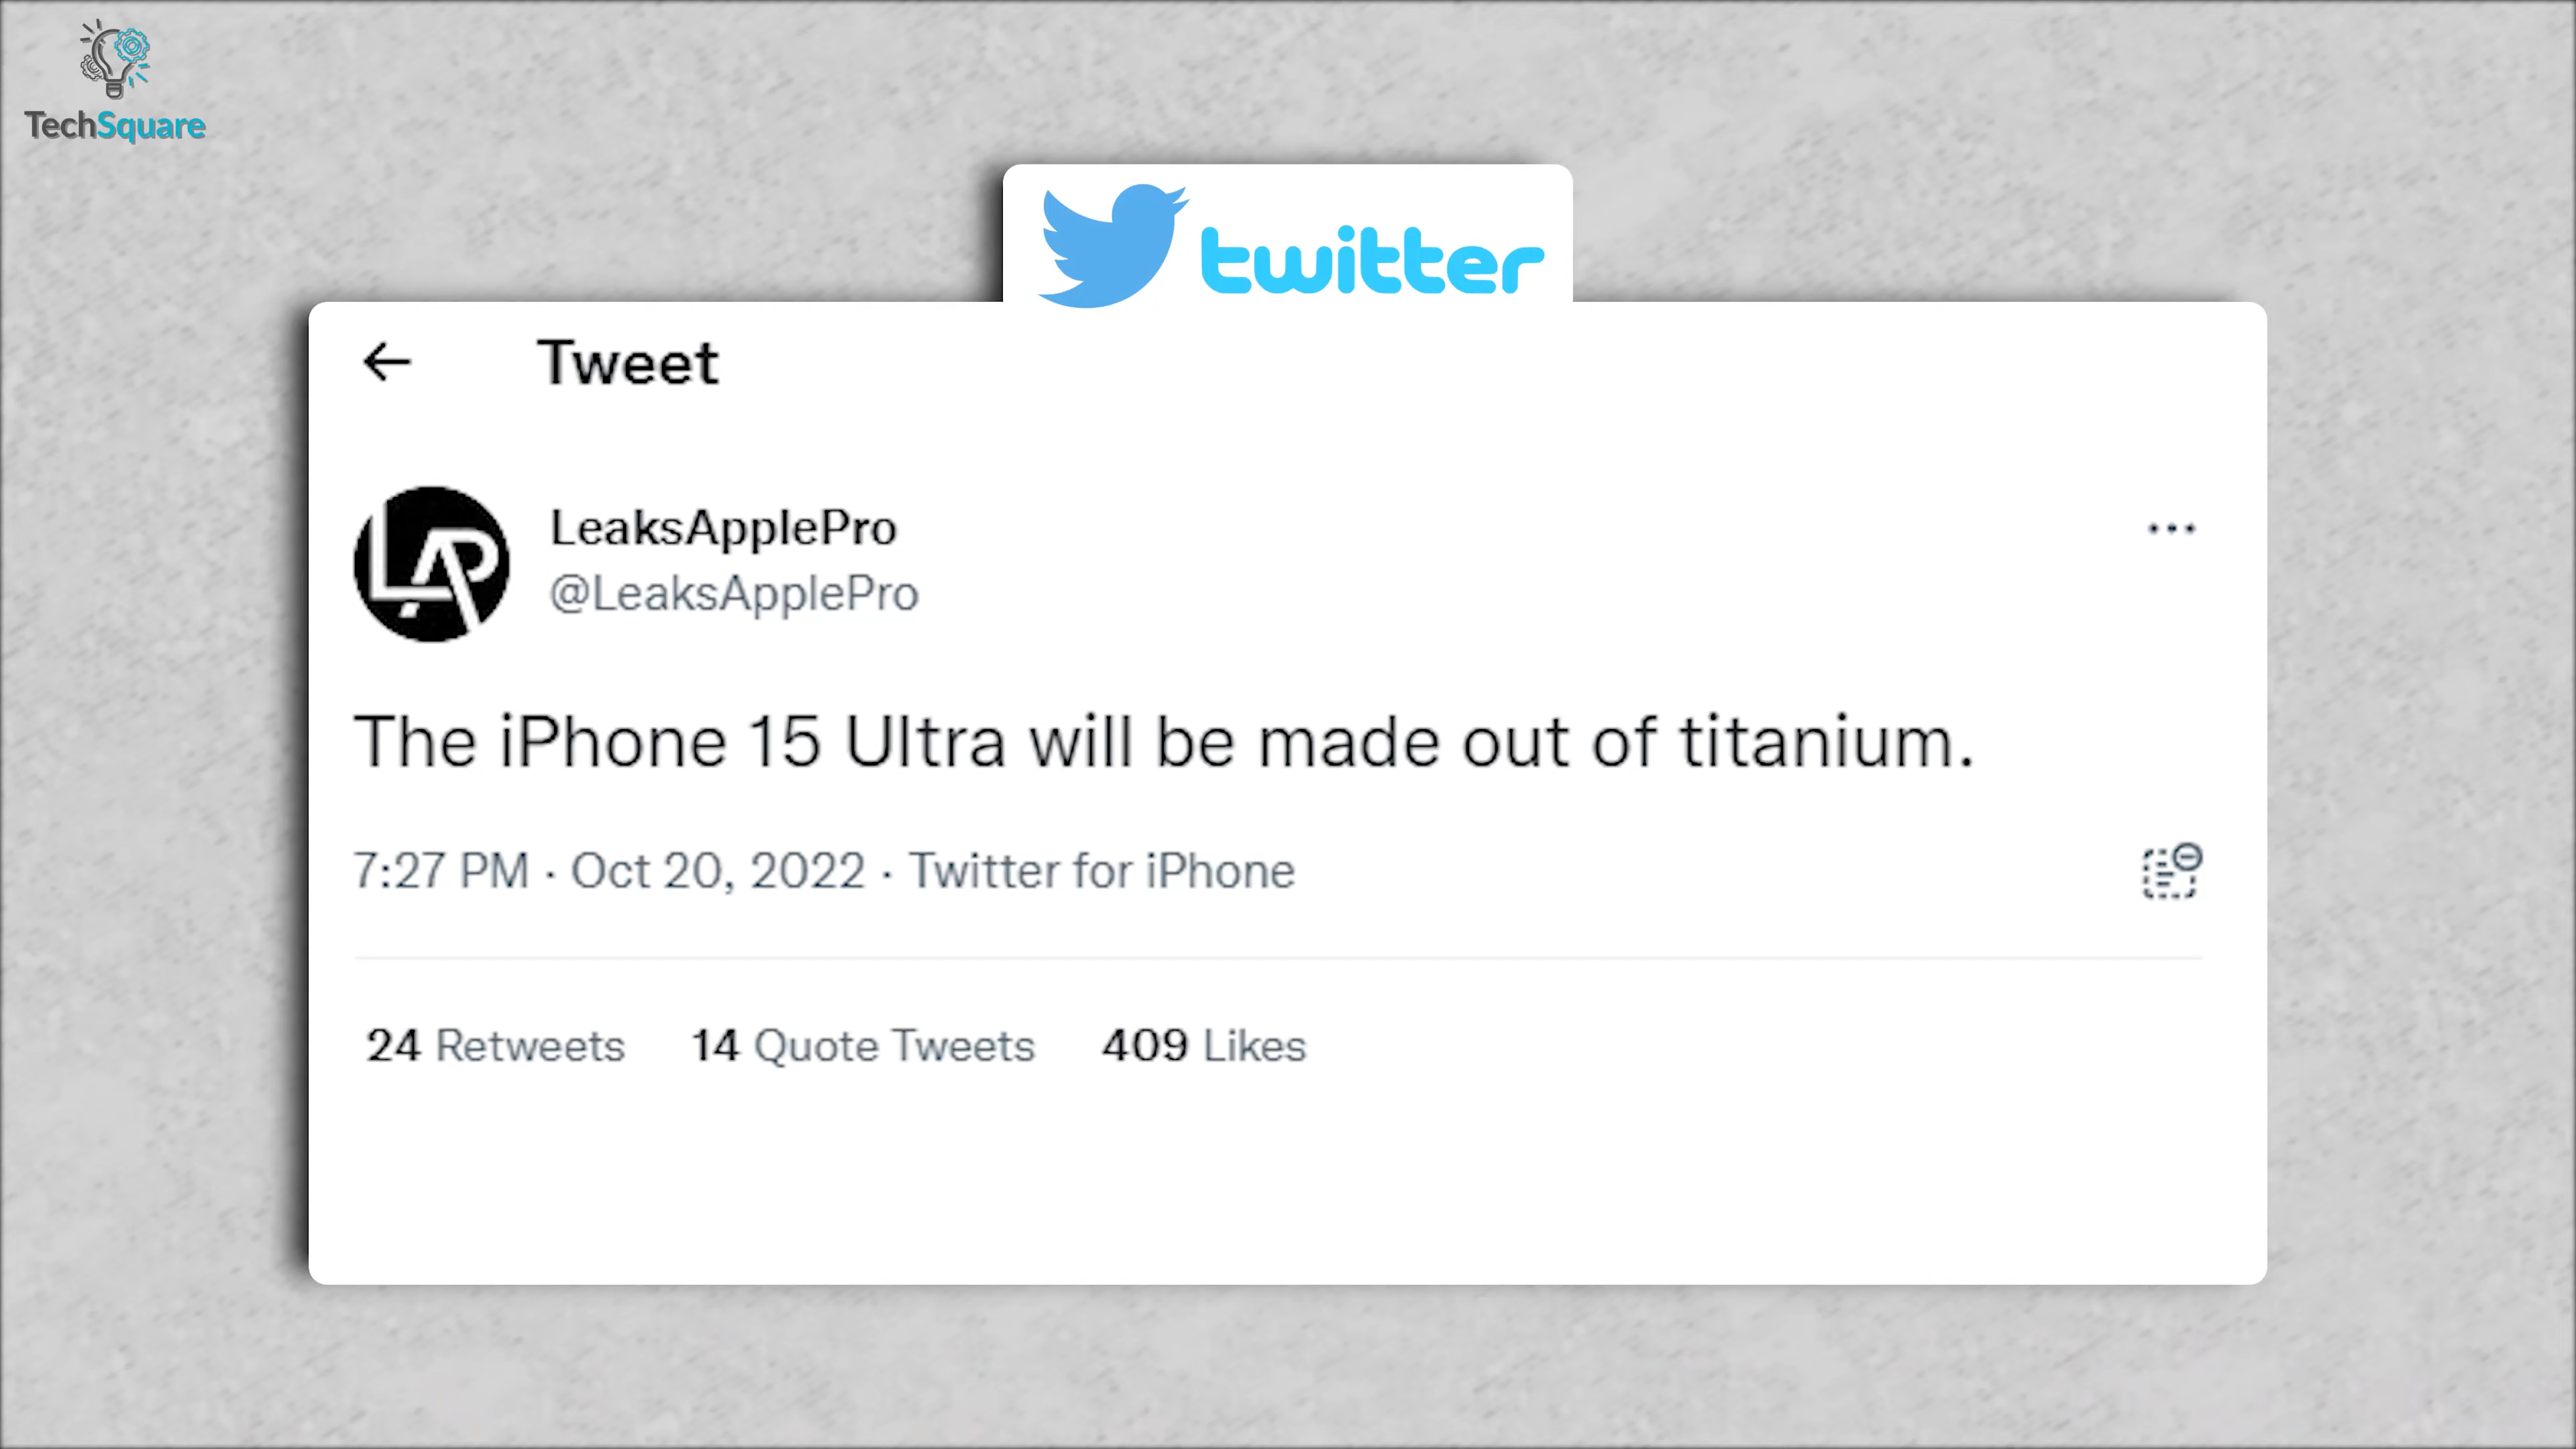 TechSquare
twitter
Tweet
LAP
LeaksApplePro
@LeaksApplePro
The iPhone 15 Ultra will be made out of titanium.
7:27 PM · Oct 20, 2022 · Twitter for iPhone
24 Retweets 14 Quote Tweets 409 Likes